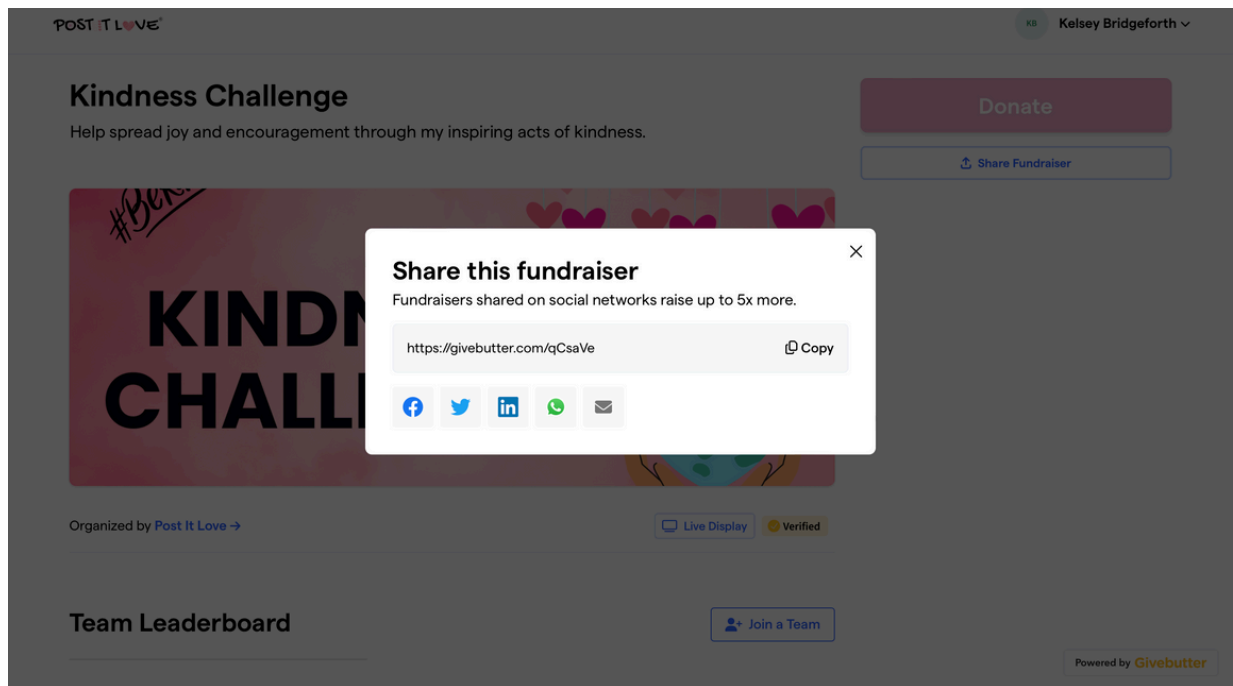 POST IT LOVE
KB Kelsey Bridgeforth
Kindness Challenge
Help spread joy and encouragement through my inspiring acts of kindness.
Donate
Share Fundraiser
Share this fundraiser
Fundraisers shared on social networks raise up to 5x more.
https://givebutter.com/qCsaVe Copy
Organized by Post It Love →
Live Display
Verified
Team Leaderboard
Join a Team
Powered by Givebutter